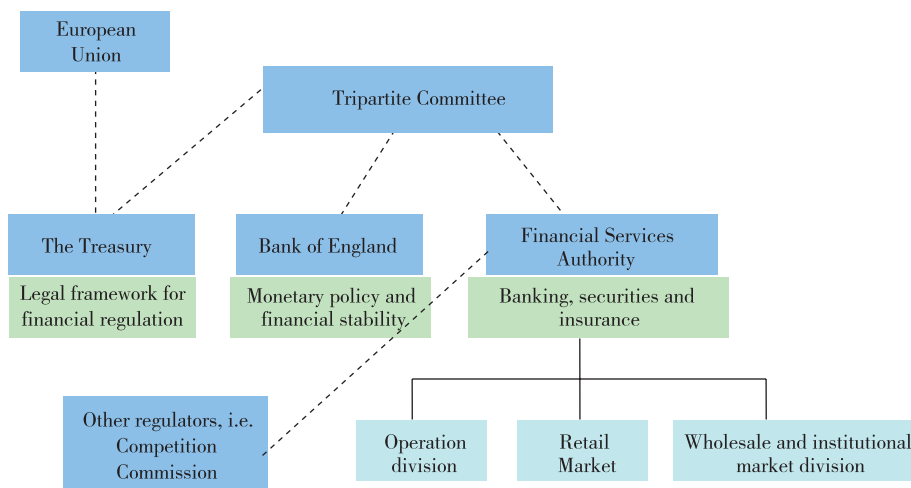 European
Union
Tripartite Committee
The Treasury
Legal framework for
financial regulation
Bank of England
Monetary policy and
financial stability
Financial Services
Authority
Banking, securities and
insurance
Other regulators, i.e.
Competition
Commission
Operation
division
Retail
Market
Wholesale and institutional
market division